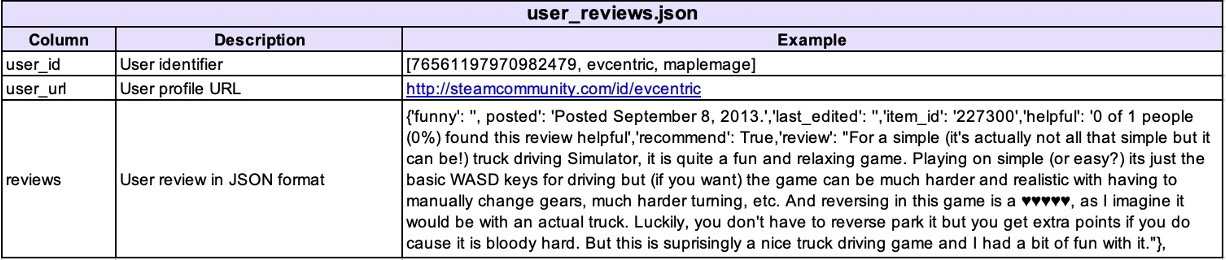 user_reviews.json
Column Description Example
user_id User identifier [76561197970982479, evcentric, maplemage]
user_url User profile URL http://steamcommunity.com/id/evcentric
reviews User review in JSON format
{'funny': '', posted': 'Posted September 8, 2013.','last_edited': '','item_id': '227300','helpful': '0 of 1 people
(0%) found this review helpful','recommend': True,'review': "For a simple (it's actually not all that simple but it
can be!) truck driving Simulator, it is quite a fun and relaxing game. Playing on simple (or easy?) its just the
basic WASD keys for driving but (if you want) the game can be much harder and realistic with having to
manually change gears, much harder turning, etc. And reversing in this game is a ♥♥♥♥♥, as I imagine it
would be with an actual truck. Luckily, you don't have to reverse park it but you get extra points if you do
cause it is bloody hard. But this is suprisingly a nice truck driving game and I had a bit of fun with it."},